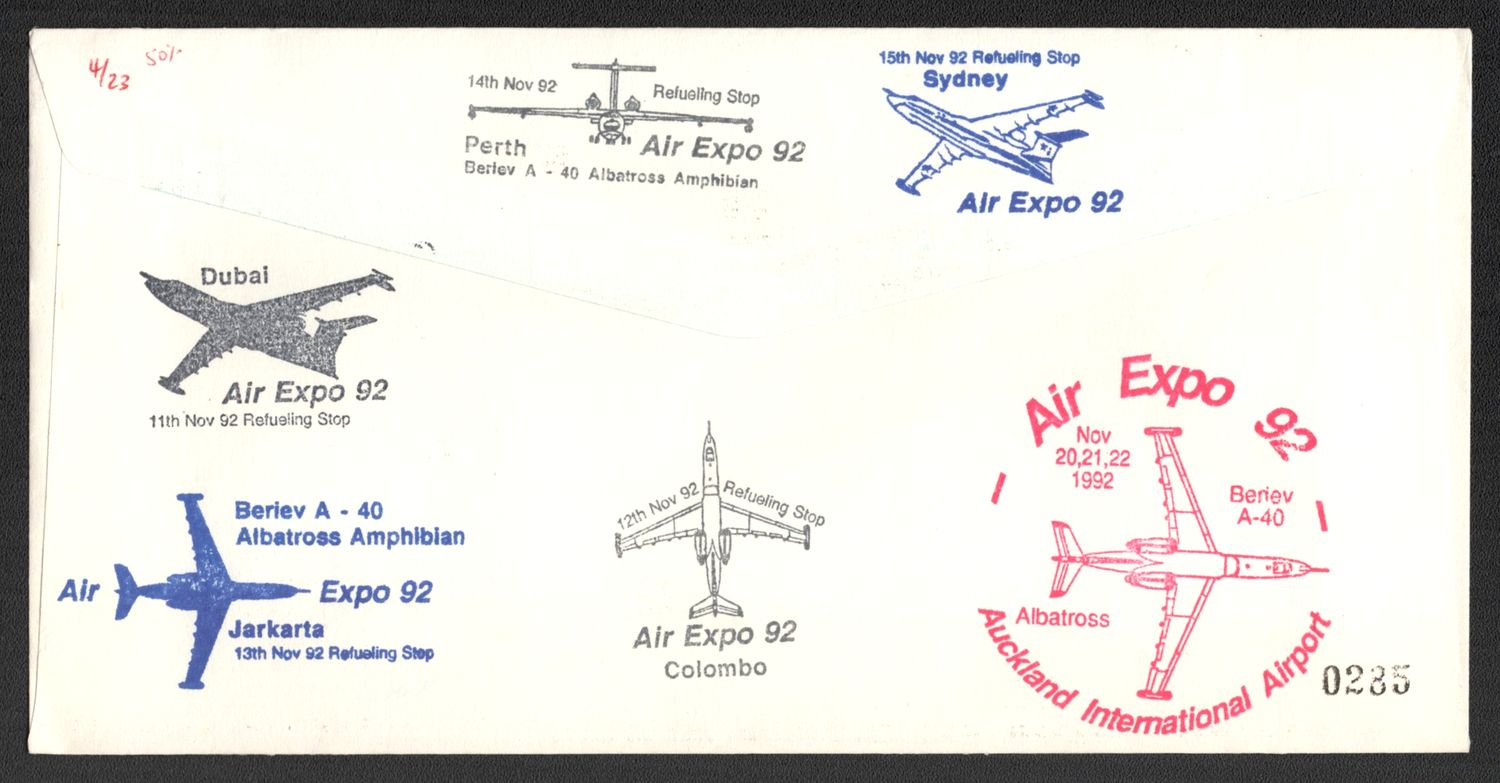 4/23 50%
14th Nov 92 Refueling Stop
Perth Air Expo 92
Beriev A - 40 Albatross Amphibian
15th Nov 92 Refueling Stop
Sydney
Air Expo 92
Dubai
Air Expo 92
11th Nov 92 Refueling Stop
Beriev A - 40
Albatross Amphibian
Air Expo 92
Jarkarta
13th Nov 92 Refueling Stop
12th Nov 92 Refueling Stop
Air Expo 92
Colombo
Air Expo 92
Nov
20,21,22
1992
Beriev
A-40
Albatross
Auckland International Airport
0235